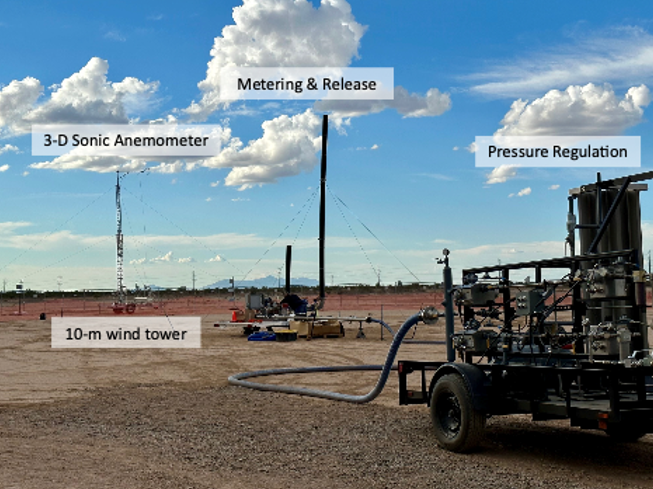 Metering & Release
3-D Sonic Anemometer
Pressure Regulation
10-m wind tower